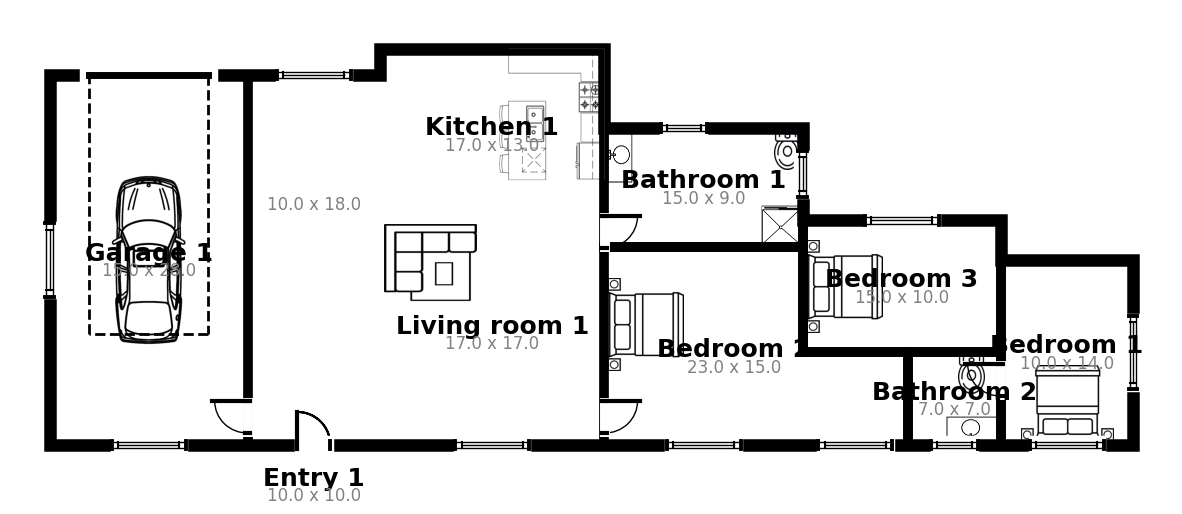 Kitchen 1
17.0 x 13.0
Bathroom 1
15.0 x 9.0
10.0 x 18.0
Garage 1
15.0 x 28.0
Bedroom 3
15.0 x 10.0
Living room 1
17.0 x 17.0
Bedroom 2
23.0 x 15.0
Bedroom 1
10.0 x 14.0
Bathroom 2
7.0 x 7.0
Entry 1
10.0 x 10.0